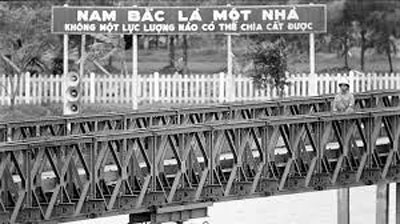 NAM BẮC LÀ MỘT NHÀ
KHÔNG MỘT LỰC LƯỢNG NÀO CÓ THỂ CHIA CẮT ĐƯỢC